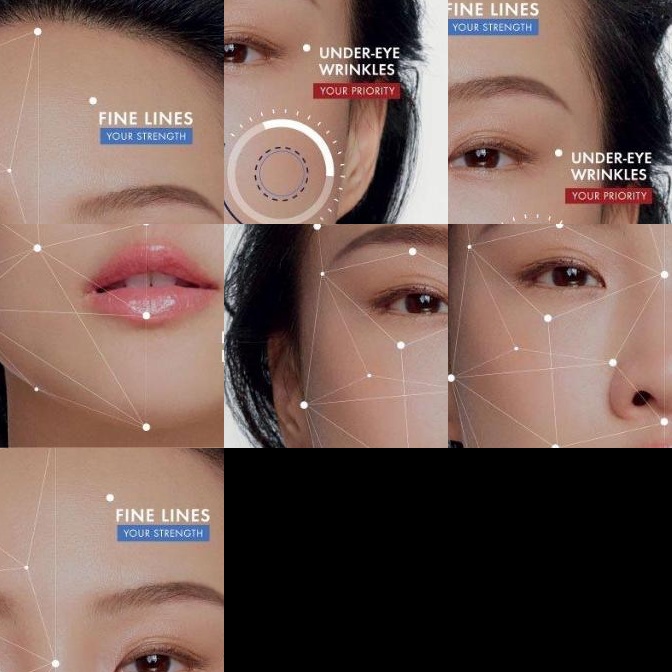 FINE LINES
YOUR STRENGTH
UNDER-EYE
WRINKLES
YOUR PRIORITY
FINE LINES
YOUR STRENGTH
UNDER-EYE
WRINKLES
YOUR PRIORITY
FINE LINES
YOUR STRENGTH